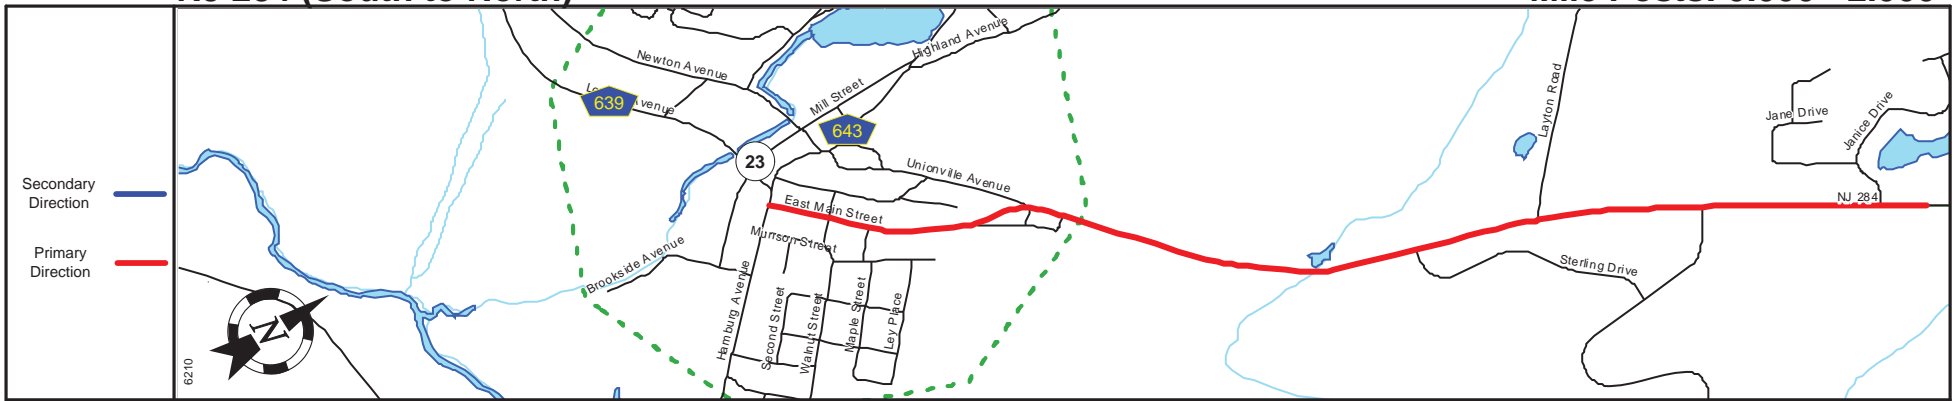 Secondary
Direction
Primary
Direction
Newton Avenue
639
Mill Street
Highland Avenue
643
23
Unionville Avenue
East Main Street
Munson Street
Brookside Avenue
Hamburg Avenue
Second Street
Walnut Street
Maple Street
Ley Place
Layton Road
Jane Drive
Janice Drive
NJ 284
Sterling Drive
N
6210